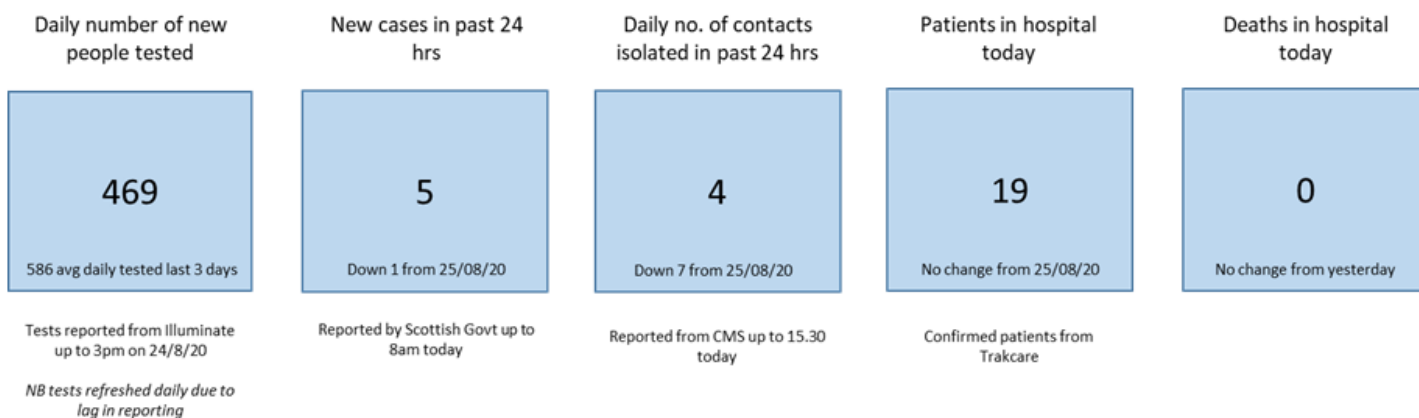 Daily number of new
people tested
469
586 avg daily tested last 3 days
Tests reported from Illuminate
up to 3pm on 24/8/20
NB tests refreshed daily due to
lag in reporting
New cases in past 24
hrs
5
Down 1 from 25/08/20
Reported by Scottish Govt up to
8am today
Daily no. of contacts
isolated in past 24 hrs
4
Down 7 from 25/08/20
Reported from CMS up to 15.30
today
Patients in hospital
today
19
No change from 25/08/20
Confirmed patients from
Trakcare
Deaths in hospital
today
0
No change from yesterday